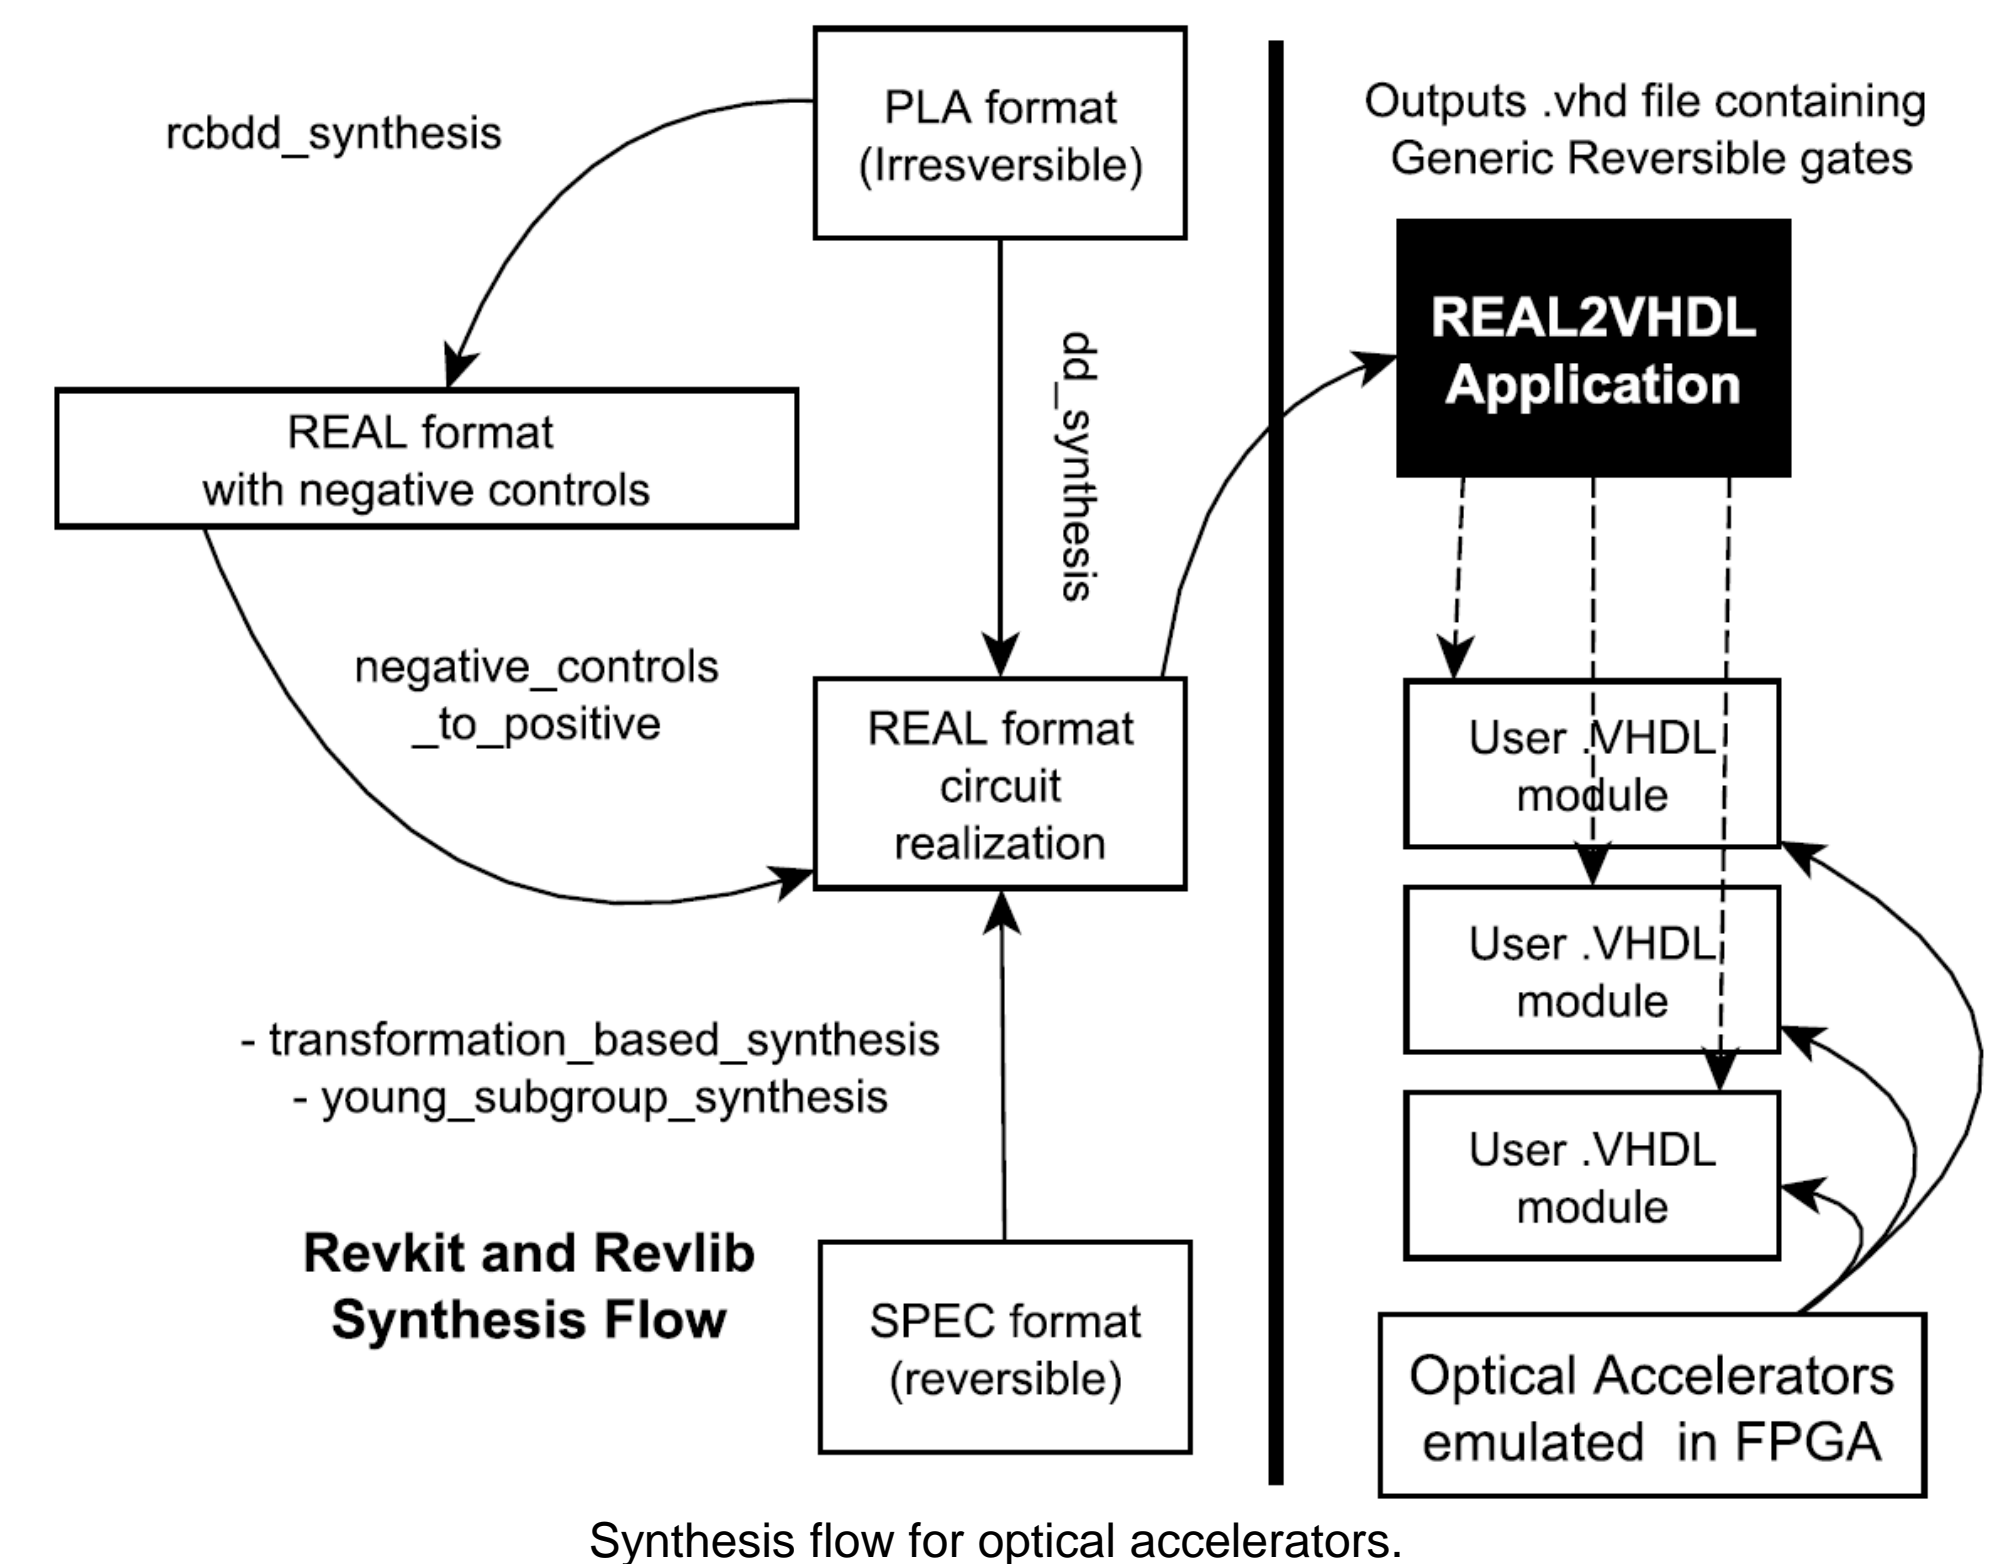 PLA format
(Irresversible)
rcbdd_synthesis
REAL format
with negative controls
dd_synthesis
negative_controls
_to_positive
REAL format
circuit
realization
- transformation_based_synthesis
- young_subgroup_synthesis
Revkit and Revlib
Synthesis Flow
SPEC format
(reversible)
Outputs .vhd file containing
Generic Reversible gates
REAL2VHDL
Application
User .VHDL
module
User .VHDL
module
User .VHDL
module
Optical Accelerators
emulated in FPGA
Synthesis flow for optical accelerators.